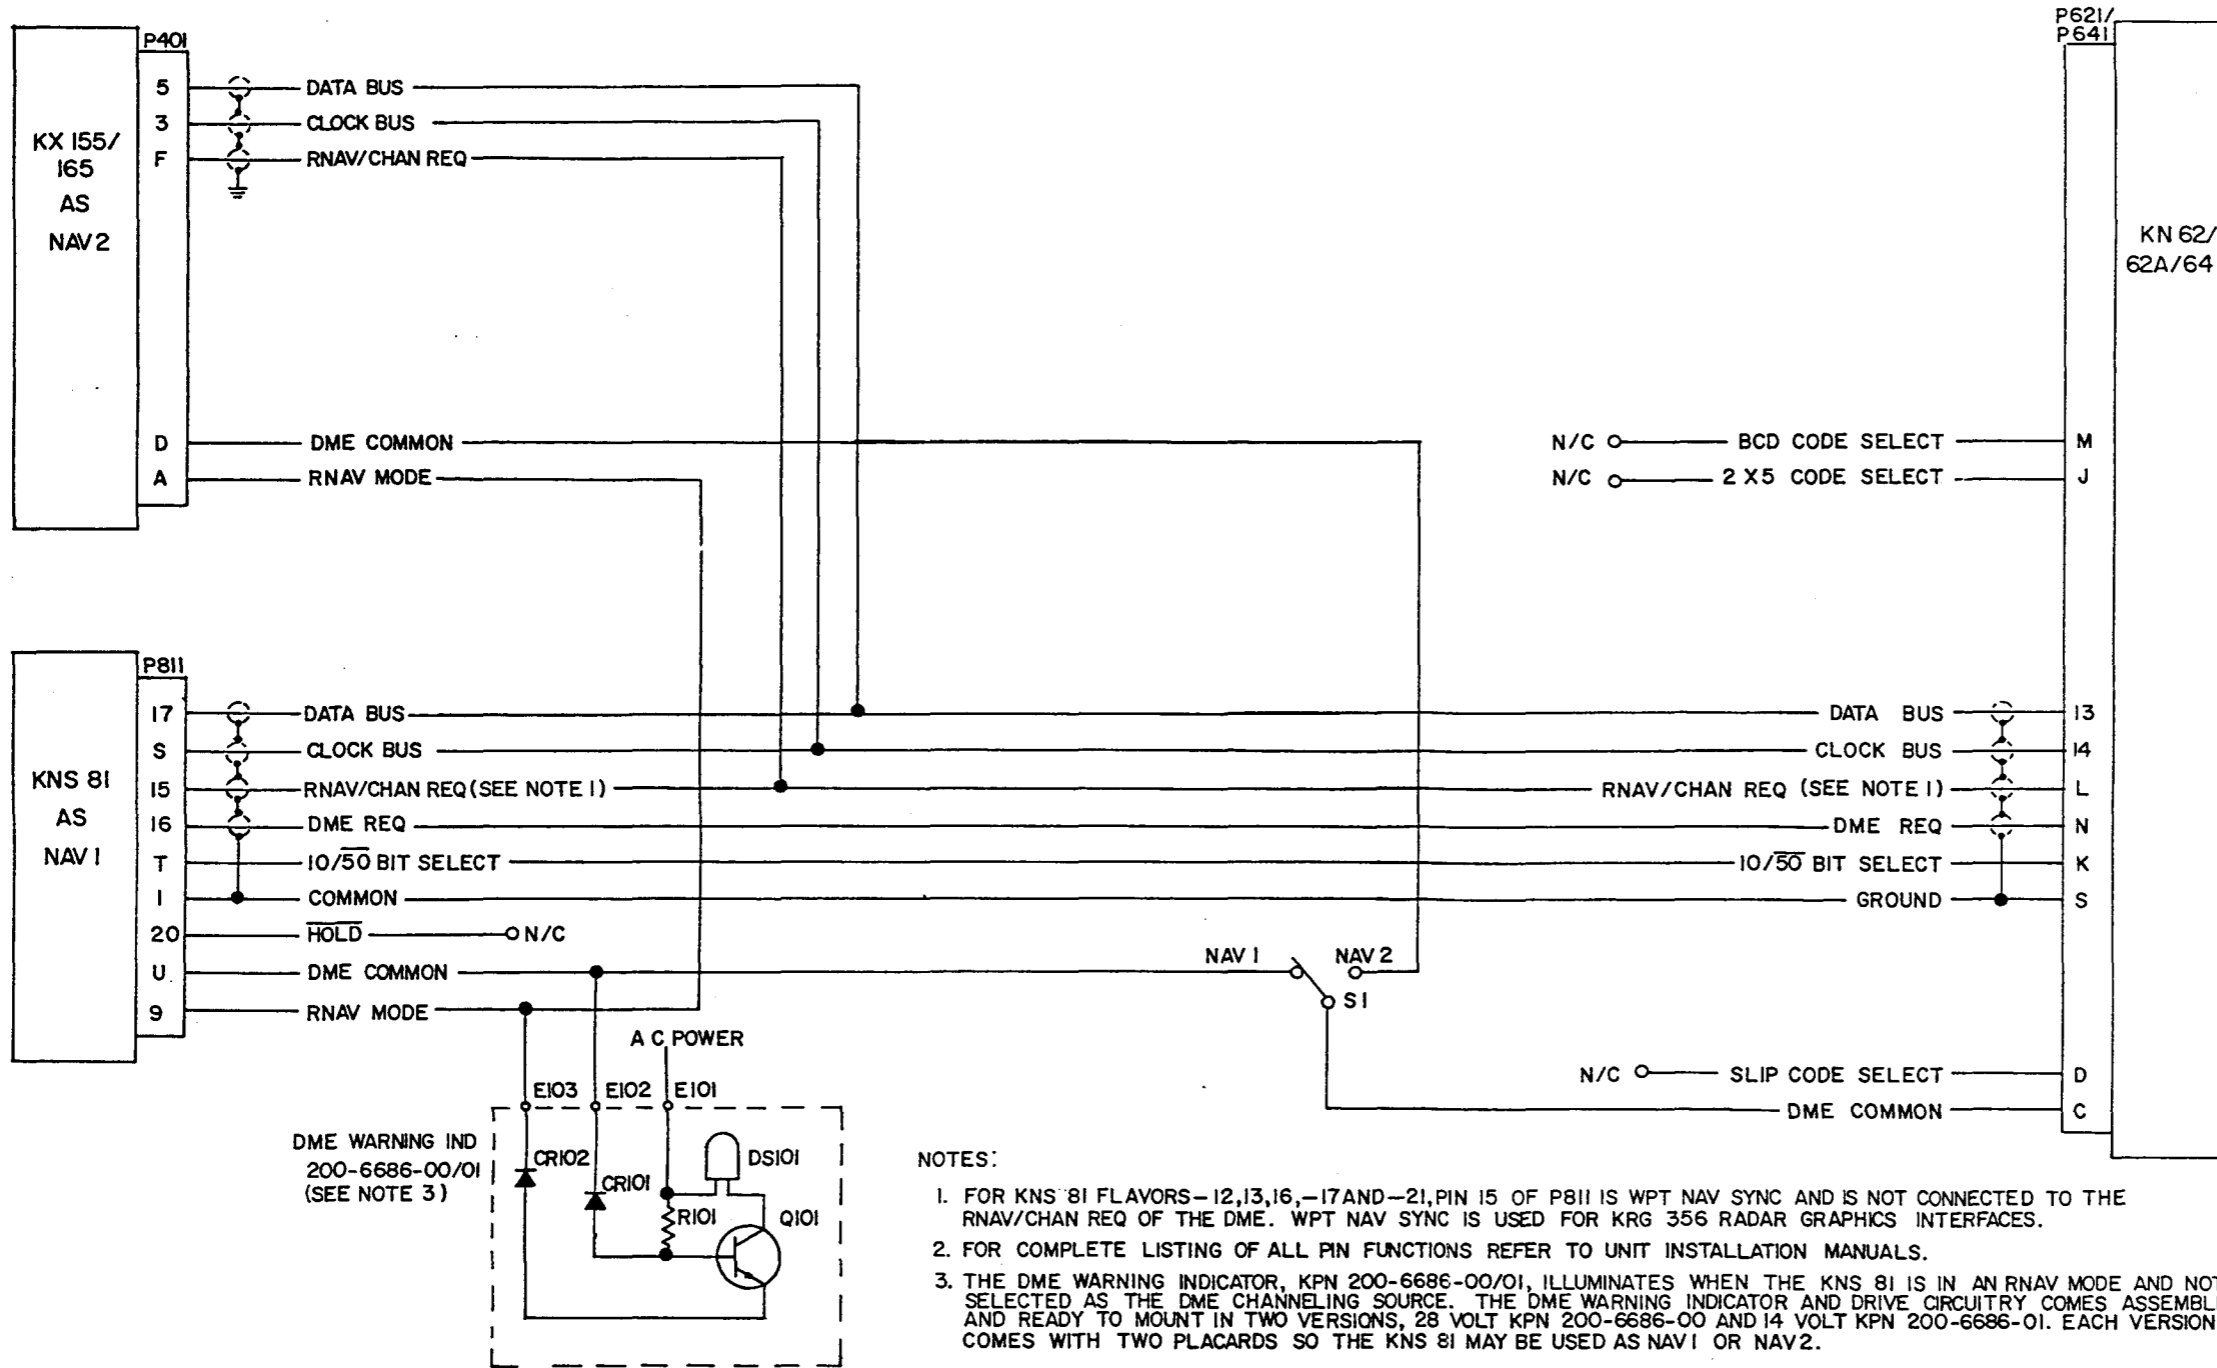 P401
KX 155/
165
AS
NAV 2
5 DATA BUS
3 CLOCK BUS
F RNAV/CHAN REQ
D DME COMMON
A RNAV MODE
P621/
P641
KN 62/
62A/64
N/C BCD CODE SELECT M
N/C 2 X5 CODE SELECT J
P811
KNS 81
AS
NAV 1
17 DATA BUS DATA BUS 13
S CLOCK BUS CLOCK BUS 14
15 RNAV/CHAN REQ (SEE NOTE 1) RNAV/CHAN REQ (SEE NOTE 1) L
16 DME REQ DME REQ N
T 10/5̅0̅ BIT SELECT 10/5̅0̅ BIT SELECT K
1 COMMON GROUND S
20 H̅O̅L̅D̅ N/C
U DME COMMON NAV 1 NAV 2
S1
9 RNAV MODE
A C POWER
N/C SLIP CODE SELECT D
DME COMMON C
E103 E102 E101
DME WARNING IND
200-6686-00/01
(SEE NOTE 3)
CR102
CR101
DS101
R101
Q101
NOTES:
1. FOR KNS 81 FLAVORS-12,13,16,-17AND-21,PIN 15 OF P811 IS WPT NAV SYNC AND IS NOT CONNECTED TO THE
RNAV/CHAN REQ OF THE DME. WPT NAV SYNC IS USED FOR KRG 356 RADAR GRAPHICS INTERFACES.
2. FOR COMPLETE LISTING OF ALL PIN FUNCTIONS REFER TO UNIT INSTALLATION MANUALS.
3. THE DME WARNING INDICATOR, KPN 200-6686-00/01, ILLUMINATES WHEN THE KNS 81 IS IN AN RNAV MODE AND NOT
SELECTED AS THE DME CHANNELING SOURCE. THE DME WARNING INDICATOR AND DRIVE CIRCUITRY COMES ASSEMBL
AND READY TO MOUNT IN TWO VERSIONS, 28 VOLT KPN 200-6686-00 AND 14 VOLT KPN 200-6686-01. EACH VERSION
COMES WITH TWO PLACARDS SO THE KNS 81 MAY BE USED AS NAV 1 OR NAV 2.